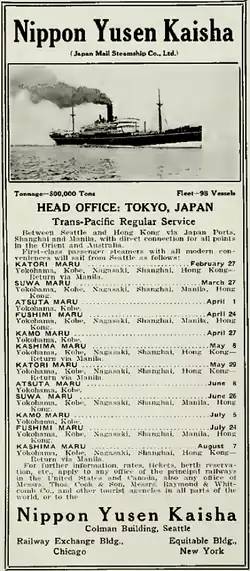 Nippon Yusen Kaisha
(Japan Mail Steamship Co., Ltd.)
Tonnage—500,000 Tons Fleet—98 Vessels
HEAD OFFICE: TOKYO, JAPAN
Trans-Pacific Regular Service
Between Seattle and Hong Kong via Japan Ports,
Shanghai and Manila, with direct connection for all points
in the Orient and Australia.
First-class passenger steamers with all modern con-
veniences will sail from Seattle as follows:
KATORI MARU February 27
Yokohama, Kobe, Nagasaki, Shanghai, Hong Kong—
Return via Manila.
SUWA MARU March 27
Yokohama, Kobe, Nagasaki, Shanghai, Manila, Hong
Kong.
ATSUTA MARU April 1
Yokohama, Kobe.
FUSHIMI MARU April 24
Yokohama, Kobe, Nagasaki, Shanghai, Manila, Hong
Kong.
KAMO MARU April 27
Yokohama, Kobe.
KASHIMA MARU May 8
Yokohama, Kobe, Nagasaki, Shanghai, Hong Kong—
Return via Manila.
KATORI MARU May 29
Yokohama, Kobe, Nagasaki, Shanghai, Hong Kong—
Return via Manila.
ATSUTA MARU June 8
Yokohama, Kobe.
SUWA MARU June 26
Yokohama, Kobe, Nagasaki, Shanghai, Manila, Hong
Kong.
KAMO MARU July 5
Yokohama, Kobe.
FUSHIMI MARU July 24
Yokohama, Kobe, Nagasaki, Shanghai, Manila, Hong
Kong.
KASHIMA MARU August 7
Yokohama, Kobe, Nagasaki, Shanghai, Hong Kong—
Return via Manila.
For further information, rates, tickets, berth reserva-
tion, etc., apply to any office of the principal railways
in the United States and Canada, also any office of
Messrs. Thos. Cook & Son, Messrs. Raymond & Whit-
comb Co., and other tourist agencies in all parts of the
world, or to the
Nippon Yusen Kaisha
Colman Building, Seattle
Railway Exchange Bldg., Equitable Bldg.,
Chicago New York